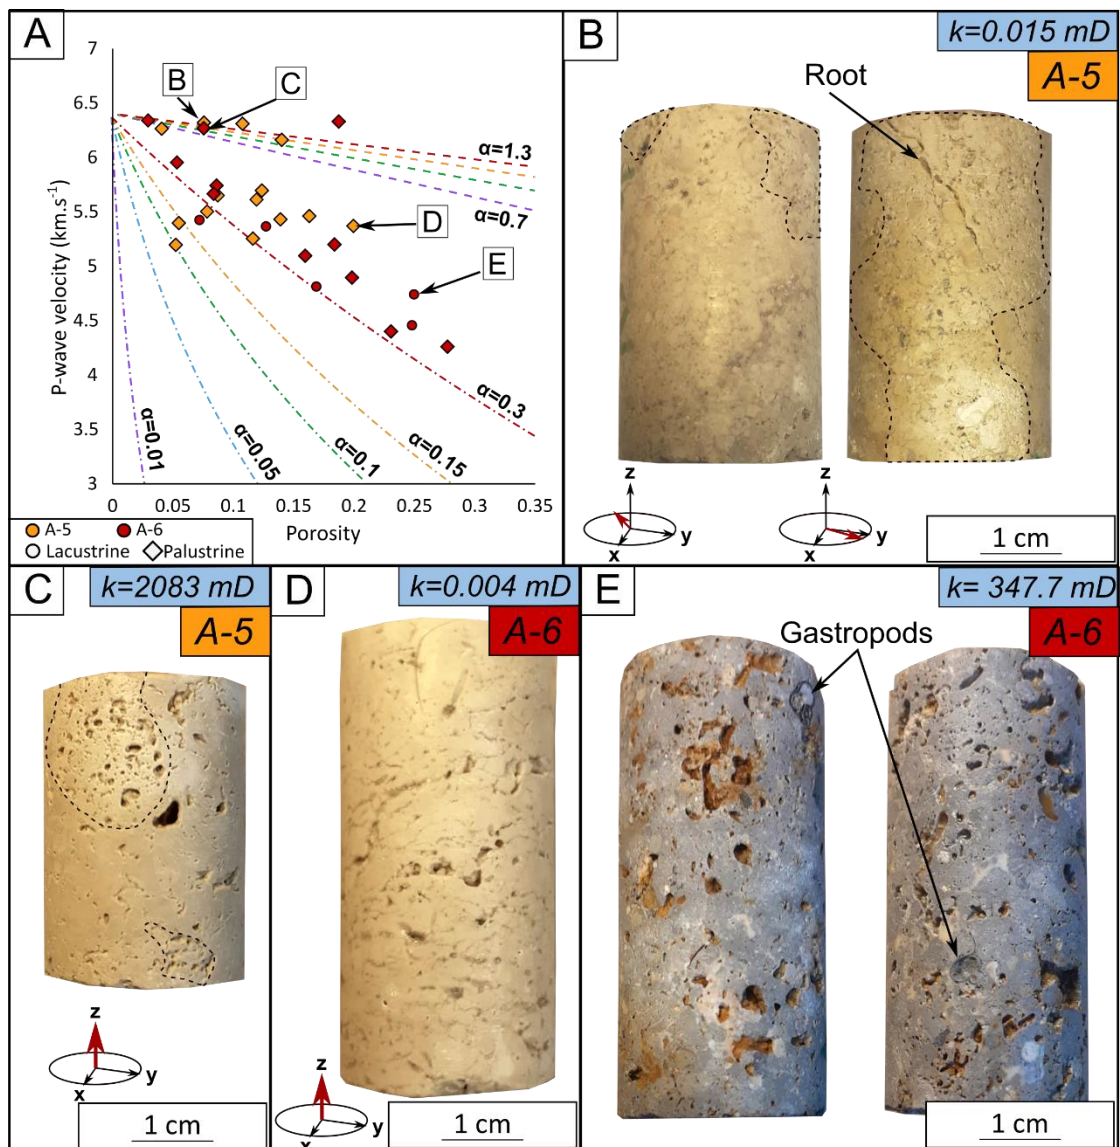 A
B
C
D
E
7
6.5
6
5.5
5
4.5
4
3.5
3
P-wave velocity (km.s⁻¹)
α=1.3
α=0.7
α=0.3
α=0.15
α=0.1
α=0.05
α=0.01
0 0.05 0.1 0.15 0.2 0.25 0.3 0.35
Porosity
A-5 A-6
Lacustrine Palustrine
B
k=0.015 mD
A-5
Root
z
y
x
z
y
x
1 cm
C
k=2083 mD
A-5
z
y
x
1 cm
D
k=0.004 mD
A-6
z
y
x
1 cm
E
k= 347.7 mD
A-6
Gastropods
1 cm